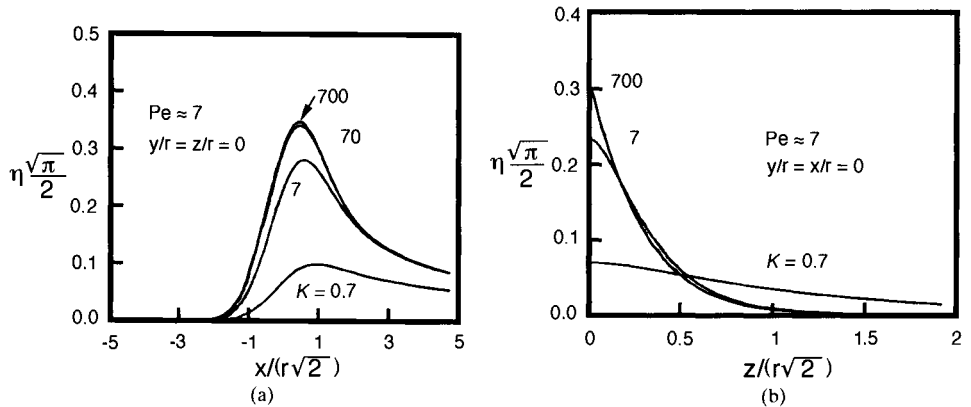 0.5
0.4
0.3
0.2
0.1
0.0
η√π/2
Pe ≈ 7
y/r = z/r = 0
700
70
7
K = 0.7
-5 -3 -1 1 3 5
x/(r√2)
(a)
0.4
0.3
0.2
0.1
0.0
η√π/2
700
7
Pe ≈ 7
y/r = x/r = 0
K = 0.7
0 0.5 1 1.5 2
z/(r√2)
(b)